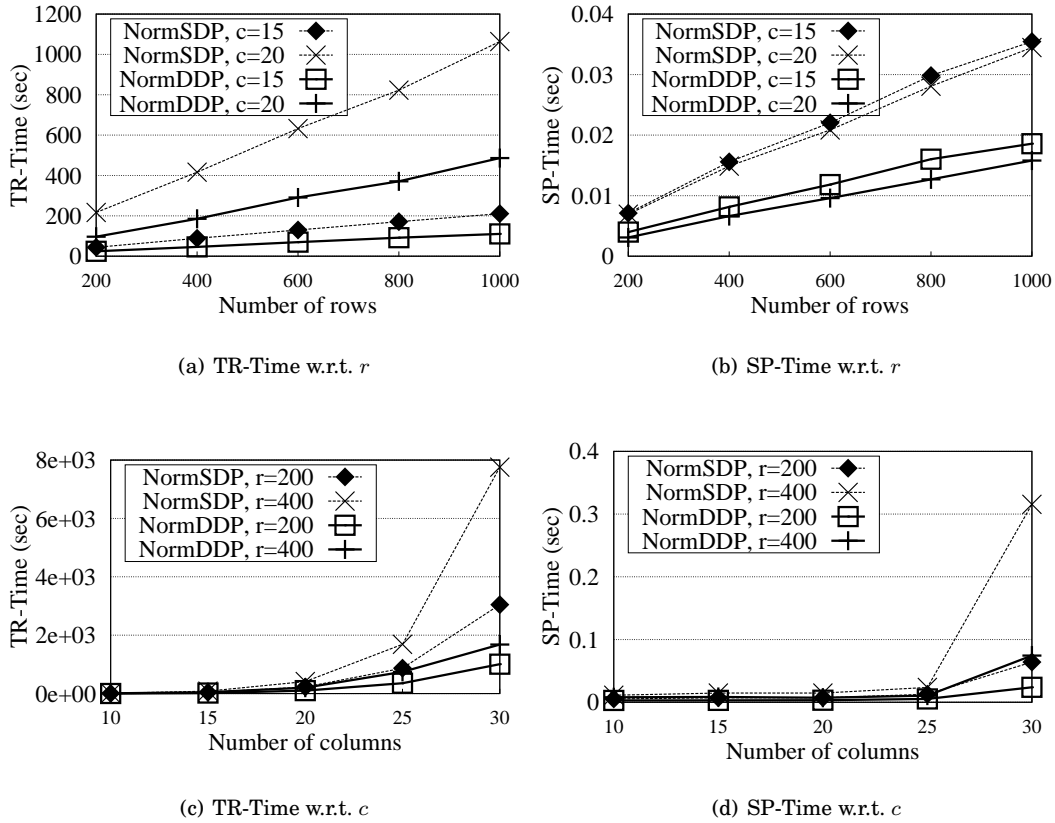 1200
1000
800
600
400
200
0
TR-Time (sec)
NormSDP, c=15
NormSDP, c=20
NormDDP, c=15
NormDDP, c=20
200 400 600 800 1000
Number of rows
(a) TR-Time w.r.t. r
0.04
0.03
0.02
0.01
0
SP-Time (sec)
NormSDP, c=15
NormSDP, c=20
NormDDP, c=15
NormDDP, c=20
200 400 600 800 1000
Number of rows
(b) SP-Time w.r.t. r
8e+03
6e+03
4e+03
2e+03
0e+00
TR-Time (sec)
NormSDP, r=200
NormSDP, r=400
NormDDP, r=200
NormDDP, r=400
10 15 20 25 30
Number of columns
(c) TR-Time w.r.t. c
0.4
0.3
0.2
0.1
0
SP-Time (sec)
NormSDP, r=200
NormSDP, r=400
NormDDP, r=200
NormDDP, r=400
10 15 20 25 30
Number of columns
(d) SP-Time w.r.t. c